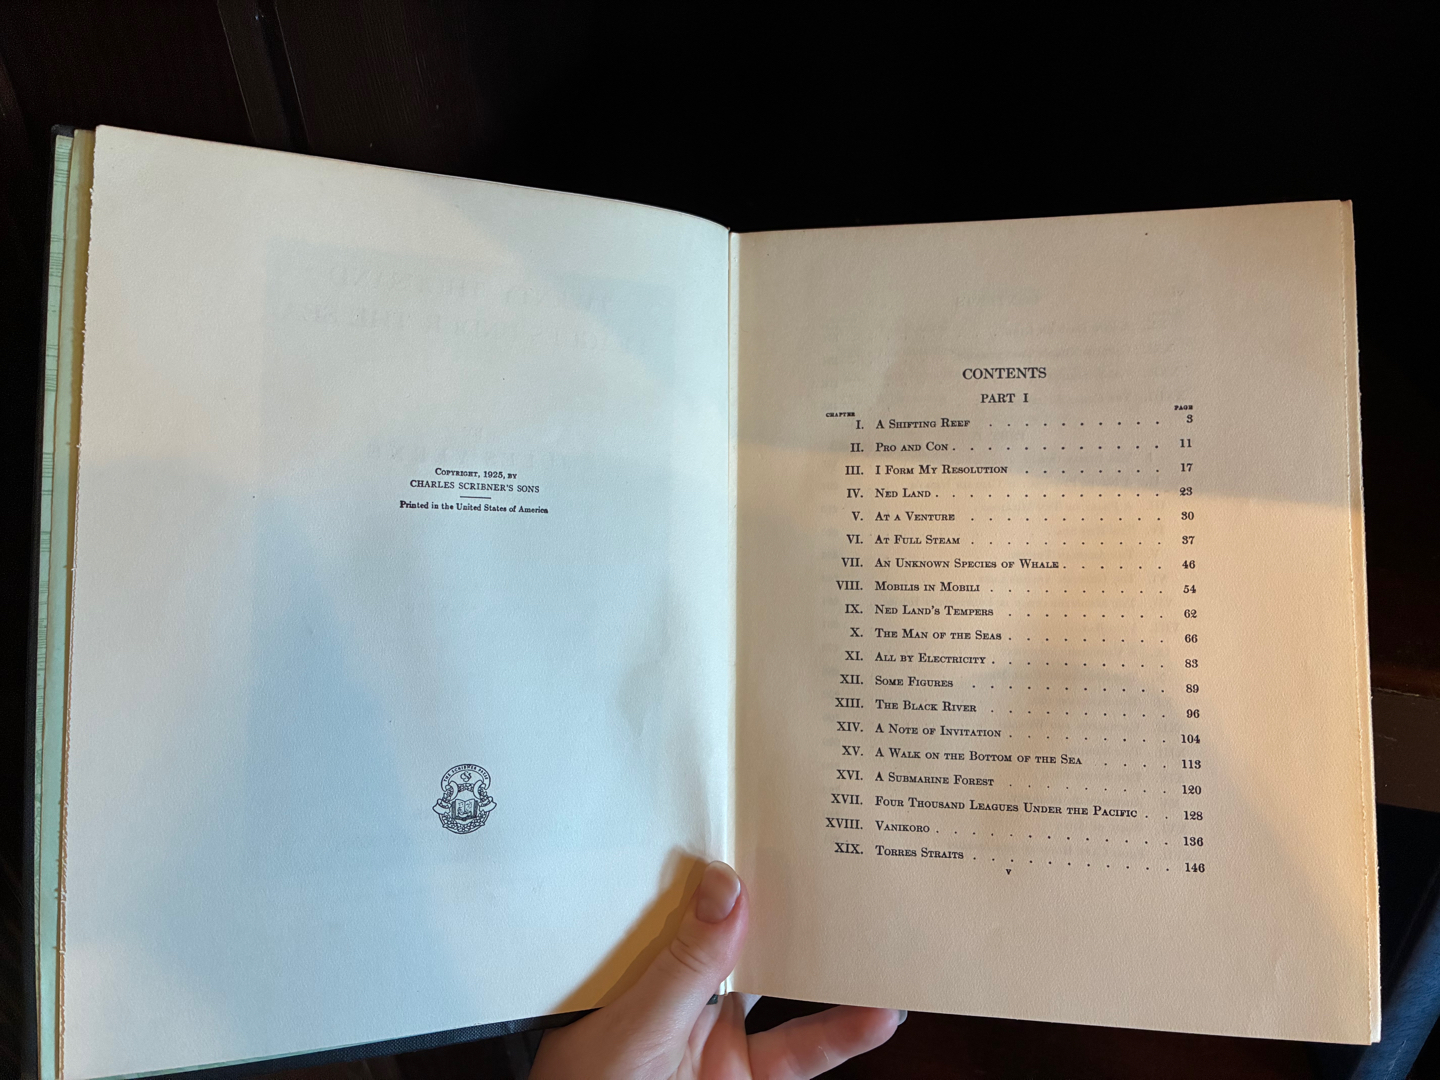 COPYRIGHT, 1925, BY
CHARLES SCRIBNER'S SONS
Printed in the United States of America
THE SCRIBNER PRESS
CONTENTS
PART I
CHAPTER PAGE
I. A SHIFTING REEF . . . . . . . . . . 3
II. PRO AND CON . . . . . . . . . . . . 11
III. I FORM MY RESOLUTION . . . . . . . . 17
IV. NED LAND . . . . . . . . . . . . . 23
V. AT A VENTURE . . . . . . . . . . . 30
VI. AT FULL STEAM . . . . . . . . . . . 37
VII. AN UNKNOWN SPECIES OF WHALE . . . . . . 46
VIII. MOBILIS IN MOBILI . . . . . . . . . . 54
IX. NED LAND'S TEMPERS . . . . . . . . . 62
X. THE MAN OF THE SEAS . . . . . . . . . 66
XI. ALL BY ELECTRICITY . . . . . . . . . . 83
XII. SOME FIGURES . . . . . . . . . . . 89
XIII. THE BLACK RIVER . . . . . . . . . . 96
XIV. A NOTE OF INVITATION . . . . . . . . . 104
XV. A WALK ON THE BOTTOM OF THE SEA . . . . 113
XVI. A SUBMARINE FOREST . . . . . . . . . 120
XVII. FOUR THOUSAND LEAGUES UNDER THE PACIFIC . . 128
XVIII. VANIKORO . . . . . . . . . . . . . 136
XIX. TORRES STRAITS . . . . . . . . . . . 146
v